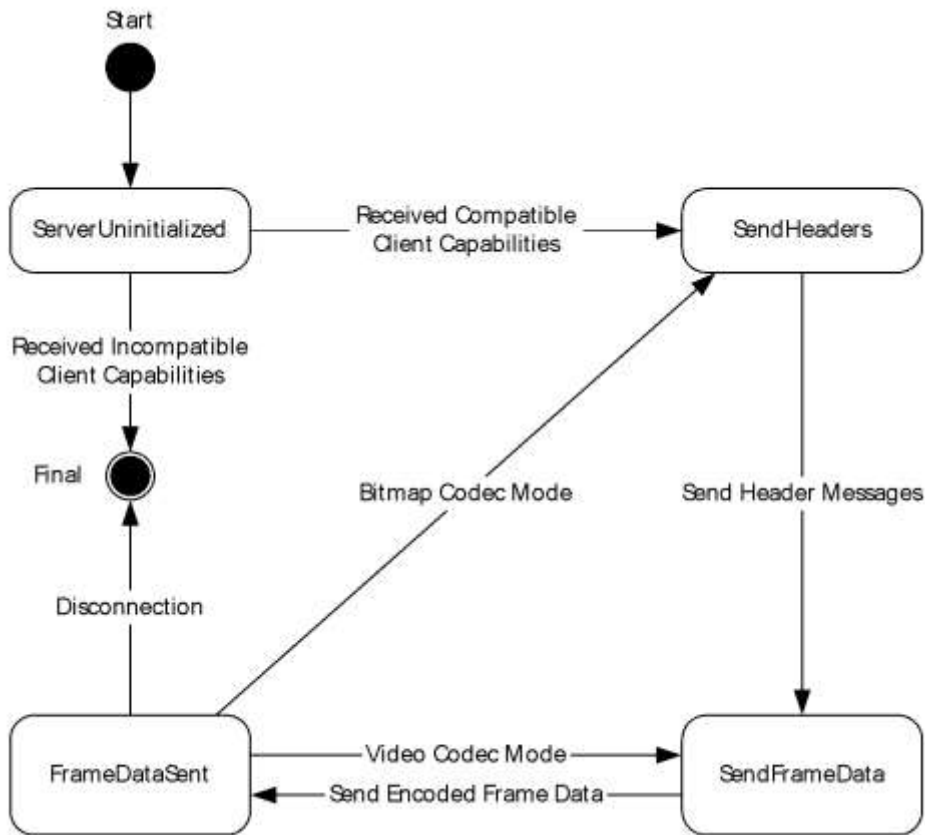 Start
ServerUninitialized
Received Compatible
Client Capabilities
SendHeaders
Received Incompatible
Client Capabilities
Final
Bitmap Codec Mode
Send Header Messages
Disconnection
FrameDataSent
Video Codec Mode
Send Encoded Frame Data
SendFrameData